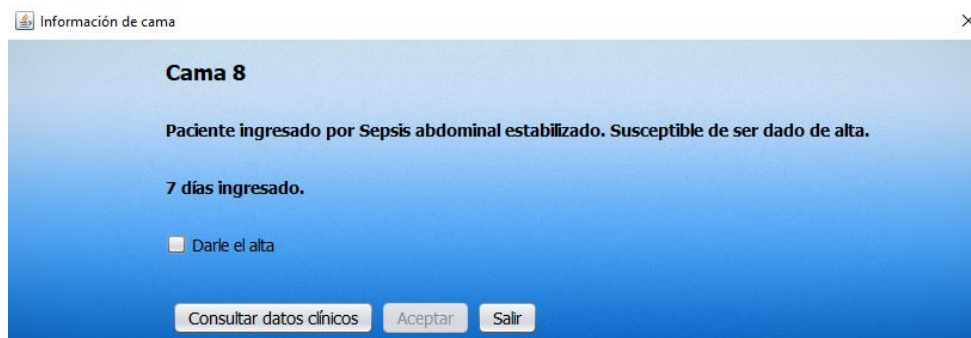 Información de cama
Cama 8
Paciente ingresado por Sepsis abdominal estabilizado. Susceptible de ser dado de alta.
7 días ingresado.
Darle el alta
Consultar datos clínicos Aceptar Salir